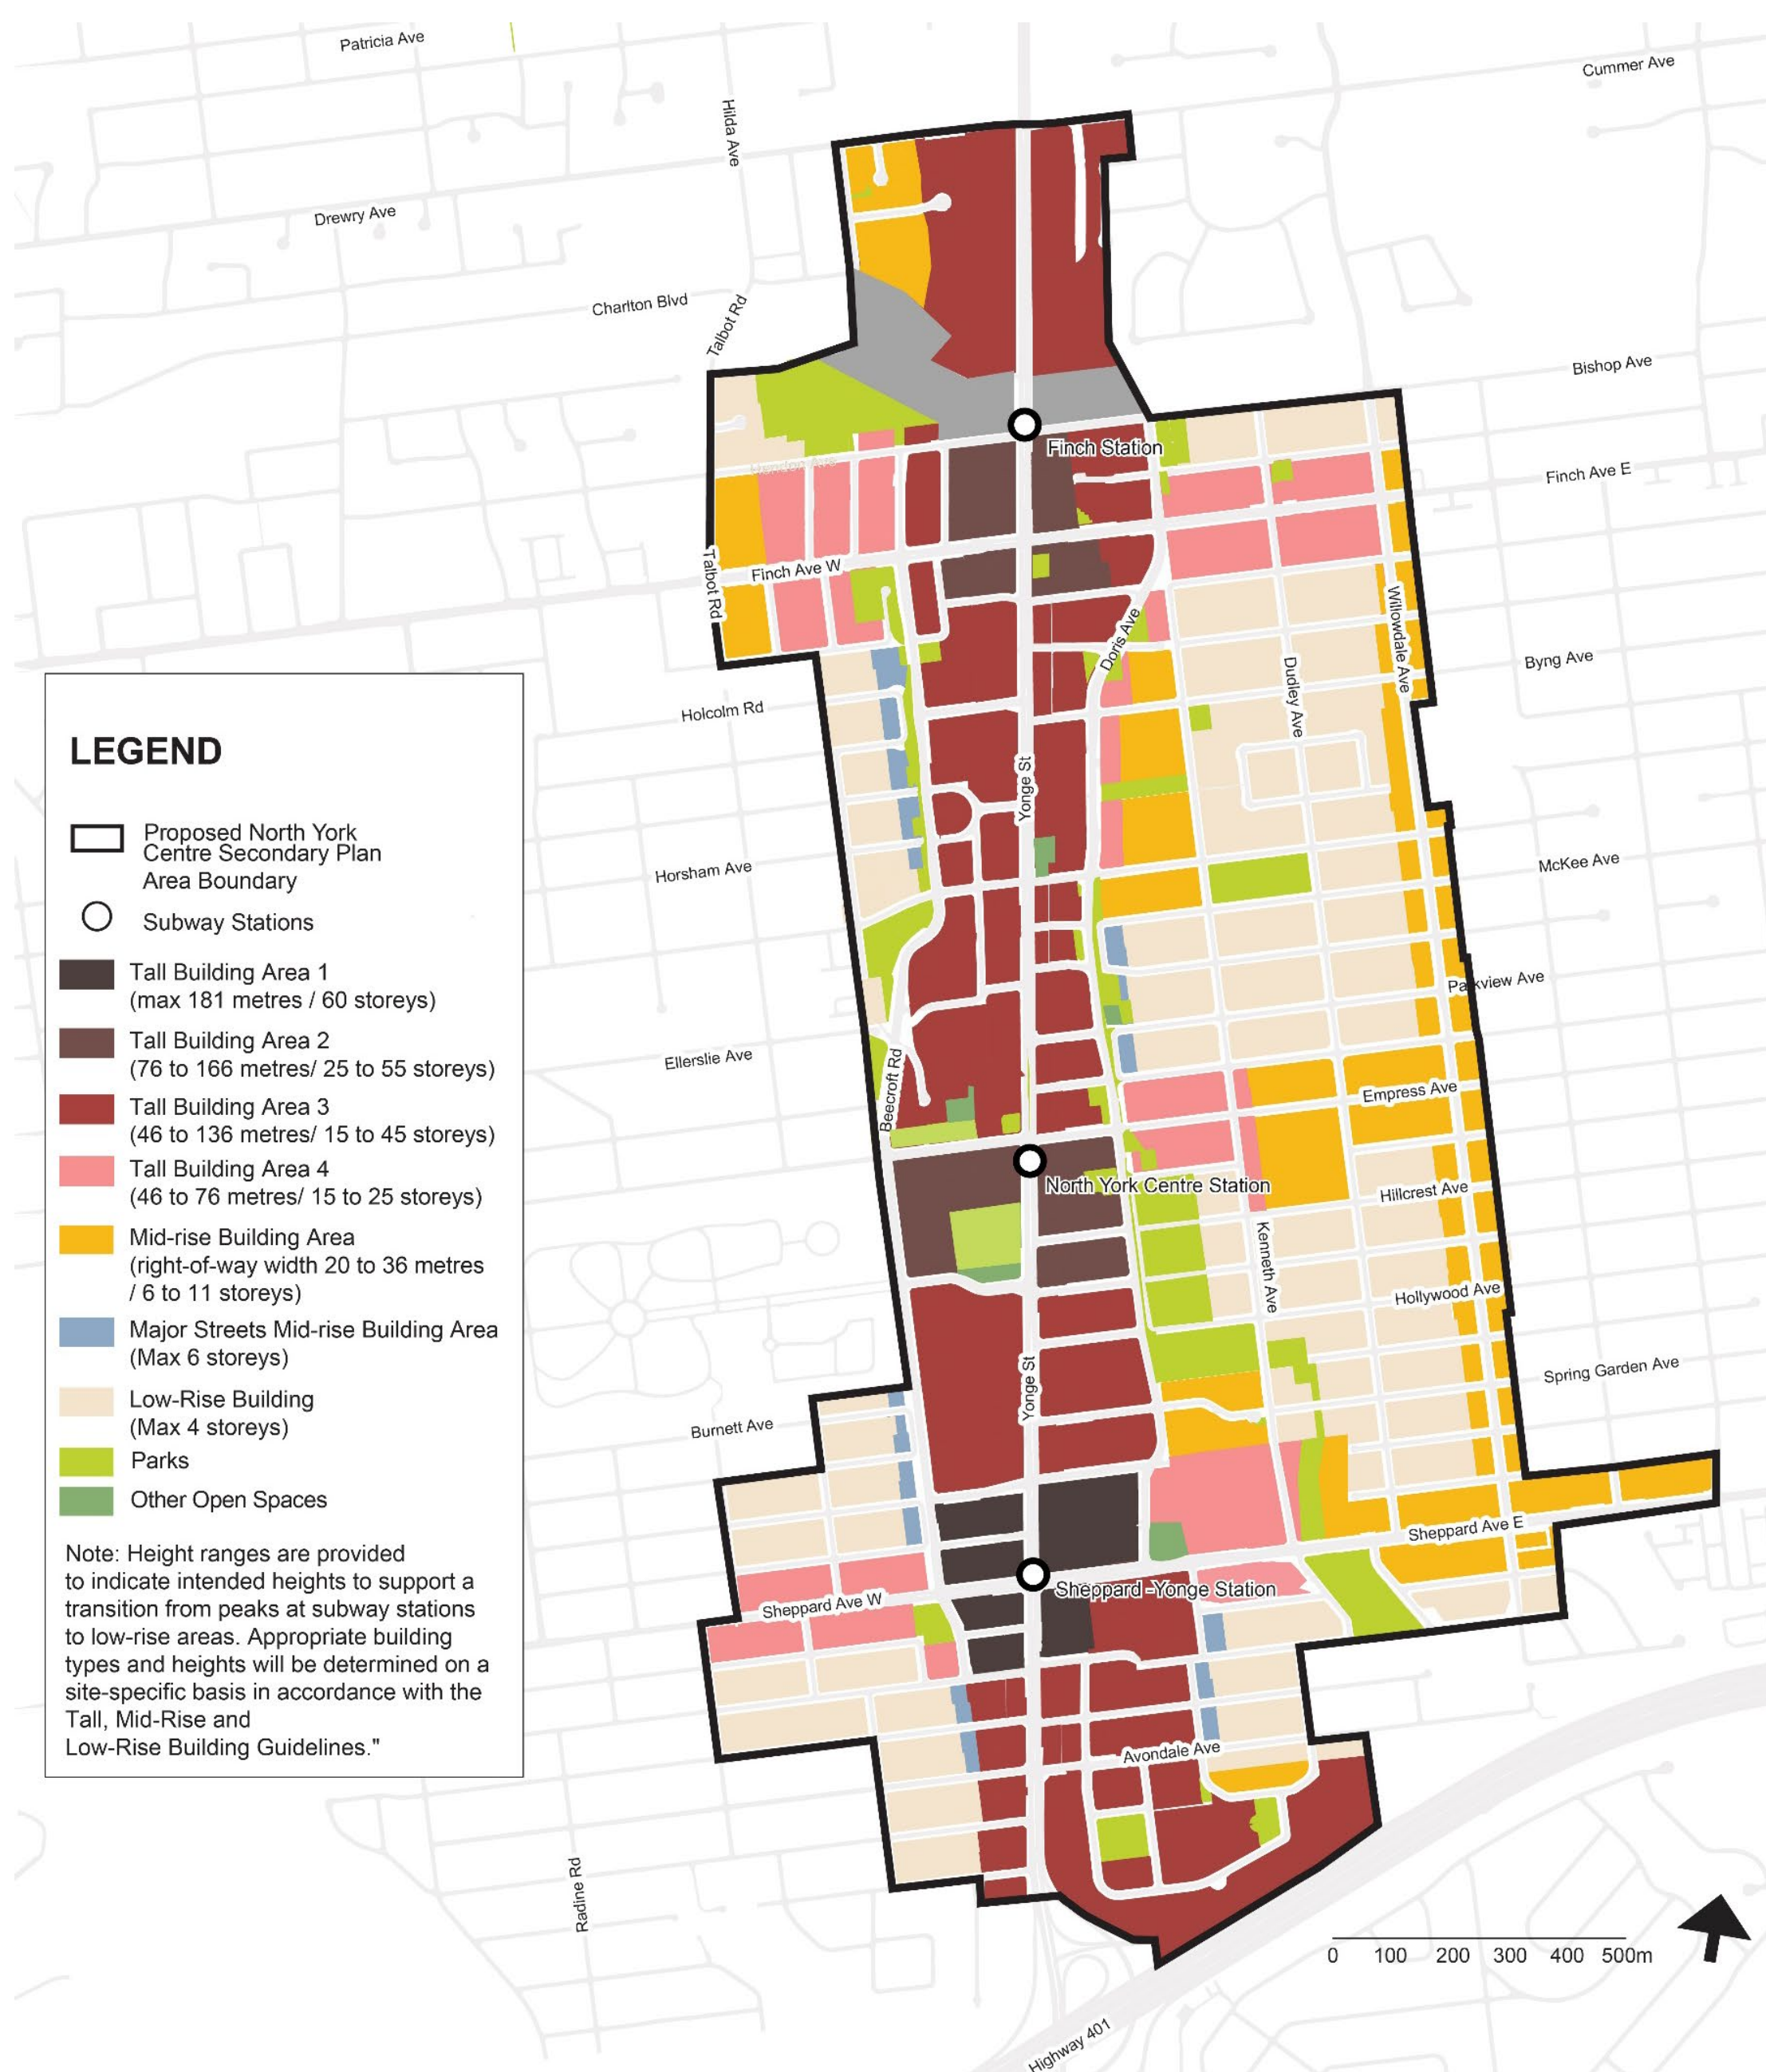 Patricia Ave
Cummer Ave
Hilda Ave
Drewry Ave
Charlton Blvd
Talbot Rd
Bishop Ave
Finch Station
Hendon Ave
Finch Ave E
Finch Ave W
Talbot Rd
Willowdale Ave
Doris Ave
Byng Ave
Dudley Ave
Holcolm Rd
Yonge St
McKee Ave
Horsham Ave
Parkview Ave
Ellerslie Ave
Beecroft Rd
Empress Ave
North York Centre Station
Hillcrest Ave
Kenneth Ave
Hollywood Ave
Yonge St
Spring Garden Ave
Burnett Ave
Sheppard Ave E
Sheppard -Yonge Station
Sheppard Ave W
Avondale Ave
Radine Rd
Highway 401
0 100 200 300 400 500m
LEGEND
Proposed North York
Centre Secondary Plan
Area Boundary
Subway Stations
Tall Building Area 1
(max 181 metres / 60 storeys)
Tall Building Area 2
(76 to 166 metres/ 25 to 55 storeys)
Tall Building Area 3
(46 to 136 metres/ 15 to 45 storeys)
Tall Building Area 4
(46 to 76 metres/ 15 to 25 storeys)
Mid-rise Building Area
(right-of-way width 20 to 36 metres
/ 6 to 11 storeys)
Major Streets Mid-rise Building Area
(Max 6 storeys)
Low-Rise Building
(Max 4 storeys)
Parks
Other Open Spaces
Note: Height ranges are provided
to indicate intended heights to support a
transition from peaks at subway stations
to low-rise areas. Appropriate building
types and heights will be determined on a
site-specific basis in accordance with the
Tall, Mid-Rise and
Low-Rise Building Guidelines."